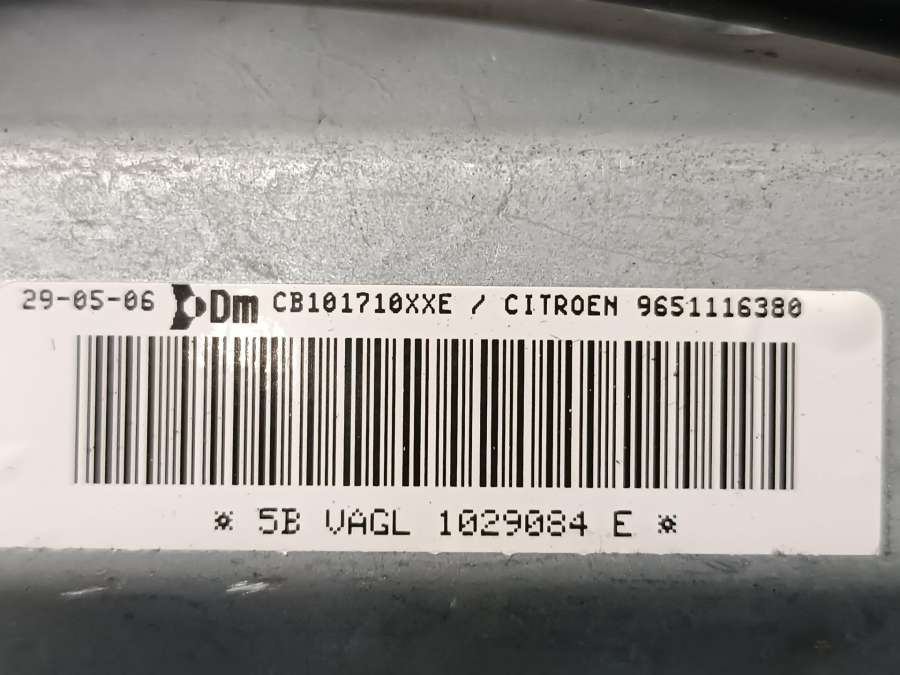 29-05-06 Dm CB101710XXE / CITROEN 9651116380
* 5B VAGL 1029084 E *